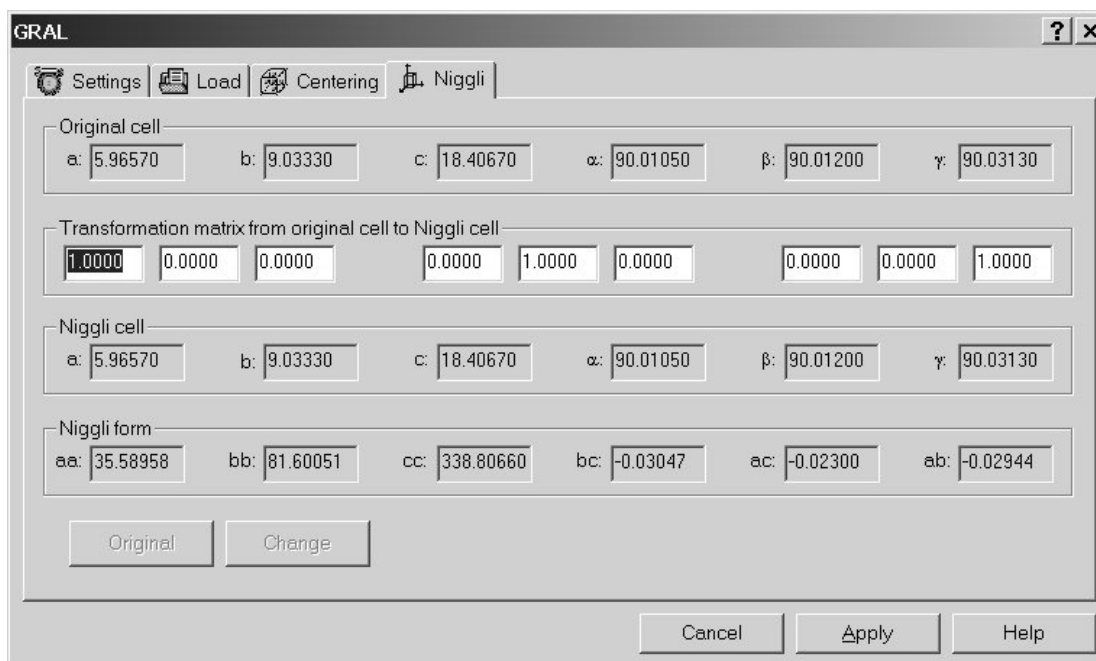 GRAL
Settings Load Centering Niggli
Original cell
a: 5.96570 b: 9.03330 c: 18.40670 α: 90.01050 β: 90.01200 γ: 90.03130
Transformation matrix from original cell to Niggli cell
1.0000 0.0000 0.0000 0.0000 1.0000 0.0000 0.0000 0.0000 1.0000
Niggli cell
a: 5.96570 b: 9.03330 c: 18.40670 α: 90.01050 β: 90.01200 γ: 90.03130
Niggli form
aa: 35.58958 bb: 81.60051 cc: 338.80660 bc: -0.03047 ac: -0.02300 ab: -0.02944
Original Change
Cancel Apply Help